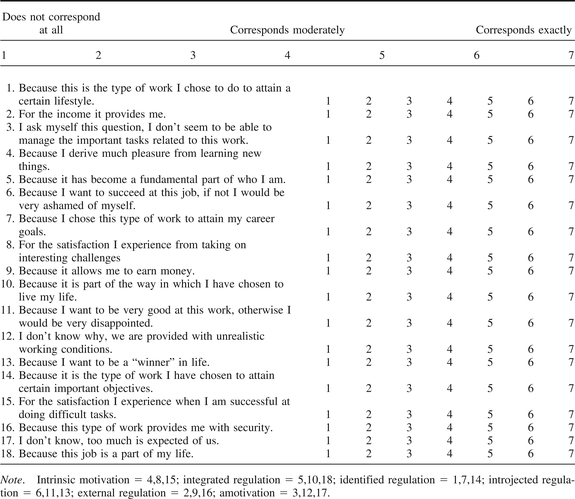 Does not correspond
at all Corresponds moderately Corresponds exactly
1 2 3 4 5 6 7
1. Because this is the type of work I chose to do to attain a
certain lifestyle. 1 2 3 4 5 6 7
2. For the income it provides me. 1 2 3 4 5 6 7
3. I ask myself this question, I don't seem to be able to
manage the important tasks related to this work. 1 2 3 4 5 6 7
4. Because I derive much pleasure from learning new
things. 1 2 3 4 5 6 7
5. Because it has become a fundamental part of who I am. 1 2 3 4 5 6 7
6. Because I want to succeed at this job, if not I would be
very ashamed of myself. 1 2 3 4 5 6 7
7. Because I chose this type of work to attain my career
goals. 1 2 3 4 5 6 7
8. For the satisfaction I experience from taking on
interesting challenges 1 2 3 4 5 6 7
9. Because it allows me to earn money. 1 2 3 4 5 6 7
10. Because it is part of the way in which I have chosen to
live my life. 1 2 3 4 5 6 7
11. Because I want to be very good at this work, otherwise I
would be very disappointed. 1 2 3 4 5 6 7
12. I don't know why, we are provided with unrealistic
working conditions. 1 2 3 4 5 6 7
13. Because I want to be a “winner” in life. 1 2 3 4 5 6 7
14. Because it is the type of work I have chosen to attain
certain important objectives. 1 2 3 4 5 6 7
15. For the satisfaction I experience when I am successful at
doing difficult tasks. 1 2 3 4 5 6 7
16. Because this type of work provides me with security. 1 2 3 4 5 6 7
17. I don't know, too much is expected of us. 1 2 3 4 5 6 7
18. Because this job is a part of my life. 1 2 3 4 5 6 7
Note. Intrinsic motivation = 4,8,15; integrated regulation = 5,10,18; identified regulation = 1,7,14; introjected regula-
tion = 6,11,13; external regulation = 2,9,16; amotivation = 3,12,17.